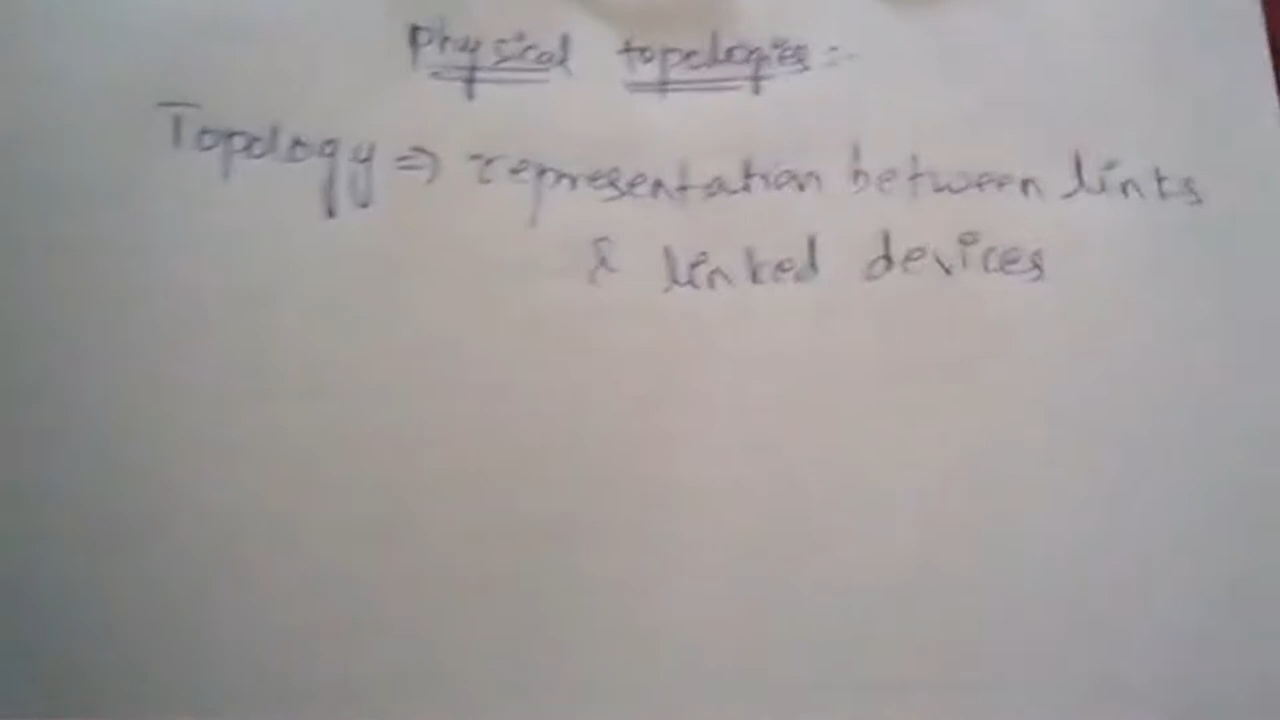 Physical topologies :-
Topology ⇒ representation between links
& linked devices